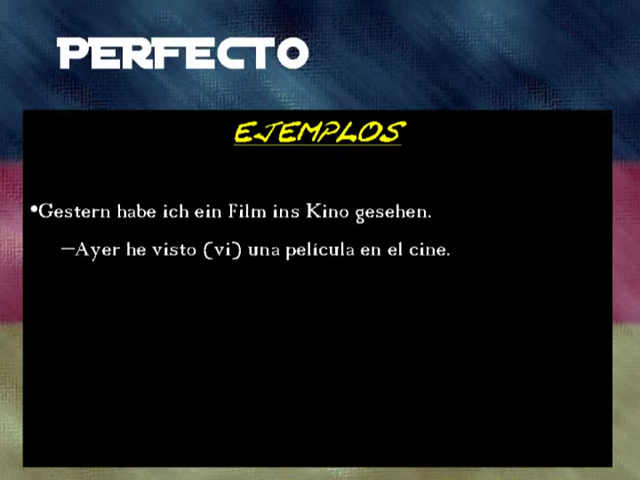 PERFECTO
EJEMPLOS
•Gestern habe ich ein Film ins Kino gesehen.
–Ayer he visto (vi) una película en el cine.